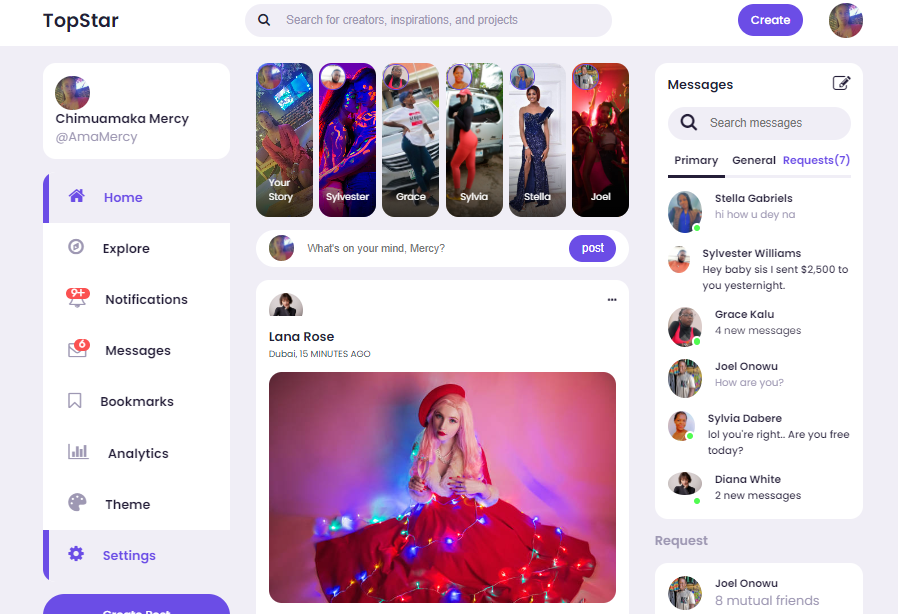 TopStar
Search for creators, inspirations, and projects
Create
Chimuamaka Mercy
@AmaMercy
Home
Explore
9+
Notifications
6
Messages
Bookmarks
Analytics
Theme
Settings
Create Post
Your
Story
Sylvester
Grace
Sylvia
Stella
Joel
What's on your mind, Mercy?
post
Lana Rose
...
Dubai, 15 MINUTES AGO
Messages
Search messages
Primary General Requests(7)
Stella Gabriels
hi how u dey na
Sylvester Williams
Hey baby sis I sent $2,500 to
you yesternight.
Grace Kalu
4 new messages
Joel Onowu
How are you?
Sylvia Dabere
lol you're right.. Are you free
today?
Diana White
2 new messages
Request
Joel Onowu
8 mutual friends